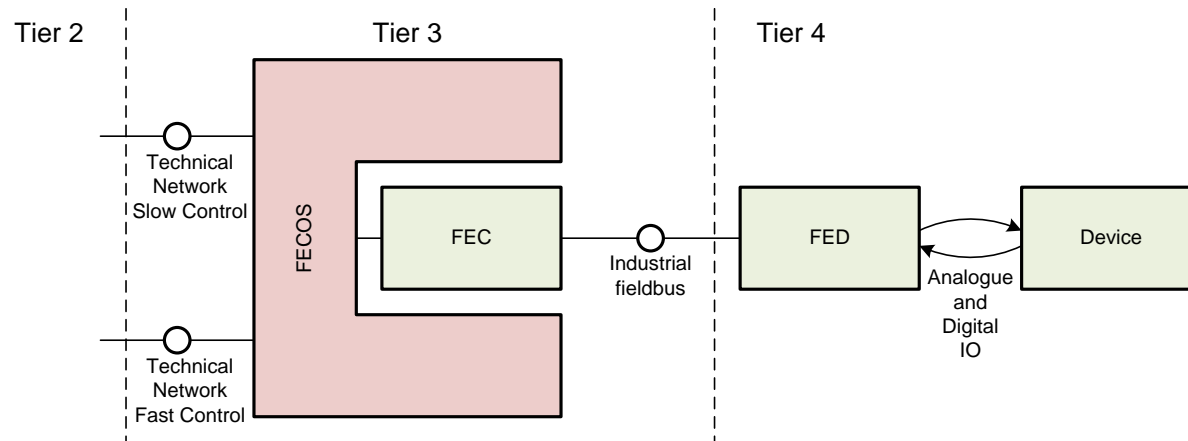 Tier 2
Tier 3
Tier 4
Technical
Network
Slow Control
FECOS
FEC
Industrial
fieldbus
FED
Analogue
and
Digital
IO
Device
Technical
Network
Fast Control